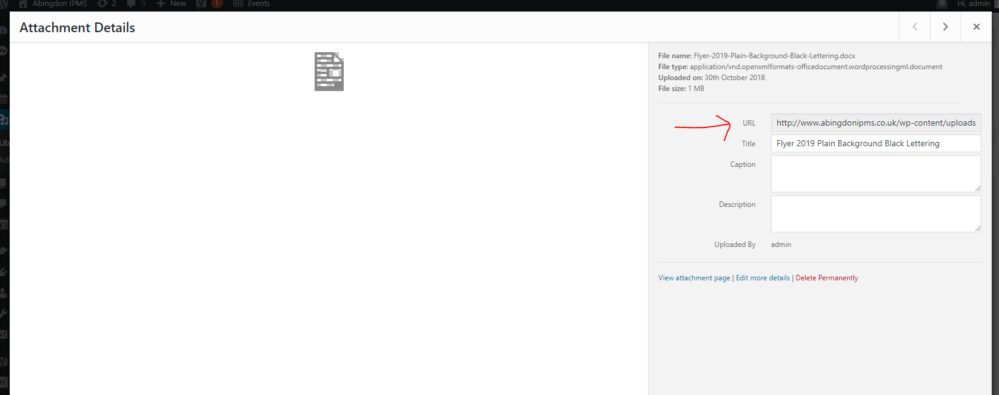 Abingdon IPMS 2 0 New 1 Events Hi, admin
Attachment Details
File name: Flyer-2019-Plain-Background-Black-Lettering.docx
File type: application/vnd.openxmlformats-officedocument.wordprocessingml.document
Uploaded on: 30th October 2018
File size: 1 MB
URL http://www.abingdonipms.co.uk/wp-content/uploads
Title Flyer 2019 Plain Background Black Lettering
Lib
Ad
Caption
Description
Uploaded By admin
View attachment page | Edit more details | Delete Permanently